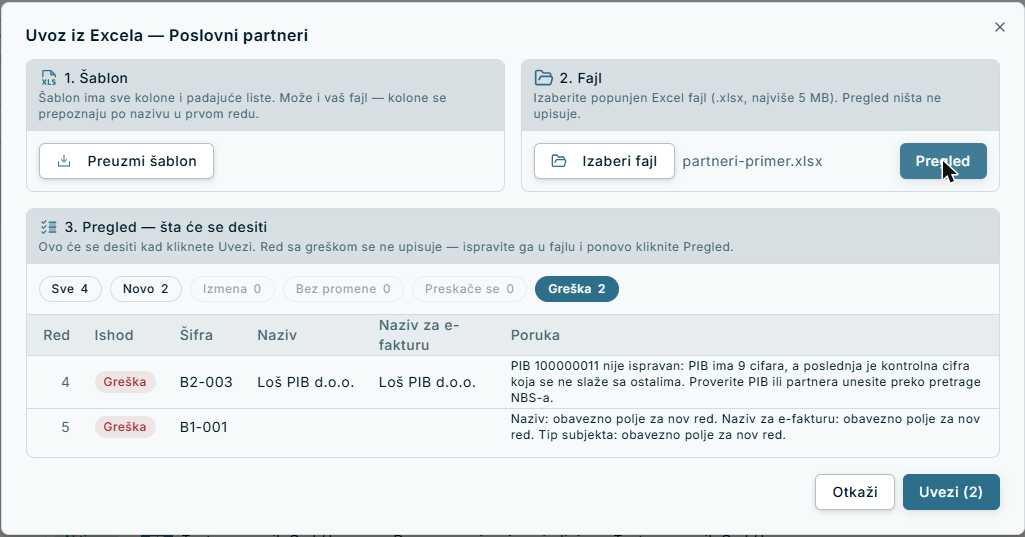 Uvoz iz Excela — Poslovni partneri
XLS 1. Šablon
Šablon ima sve kolone i padajuće liste. Može i vaš fajl — kolone se
prepoznaju po nazivu u prvom redu.
Preuzmi šablon
2. Fajl
Izaberite popunjen Excel fajl (.xlsx, najviše 5 MB). Pregled ništa ne
upisuje.
Izaberi fajl partneri-primer.xlsx Pregled
3. Pregled — šta će se desiti
Ovo će se desiti kad kliknete Uvezi. Red sa greškom se ne upisuje — ispravite ga u fajlu i ponovo kliknite Pregled.
Sve 4 Novo 2 Izmena 0 Bez promene 0 Preskače se 0 Greška 2
Red Ishod Šifra Naziv Naziv za e-
fakturu Poruka
4 Greška B2-003 Loš PIB d.o.o. Loš PIB d.o.o. PIB 100000011 nije ispravan: PIB ima 9 cifara, a poslednja je kontrolna cifra
koja se ne slaže sa ostalima. Proverite PIB ili partnera unesite preko pretrage
NBS-a.
5 Greška B1-001 Naziv: obavezno polje za nov red. Naziv za e-fakturu: obavezno polje za nov
red. Tip subjekta: obavezno polje za nov red.
Otkaži Uvezi (2)